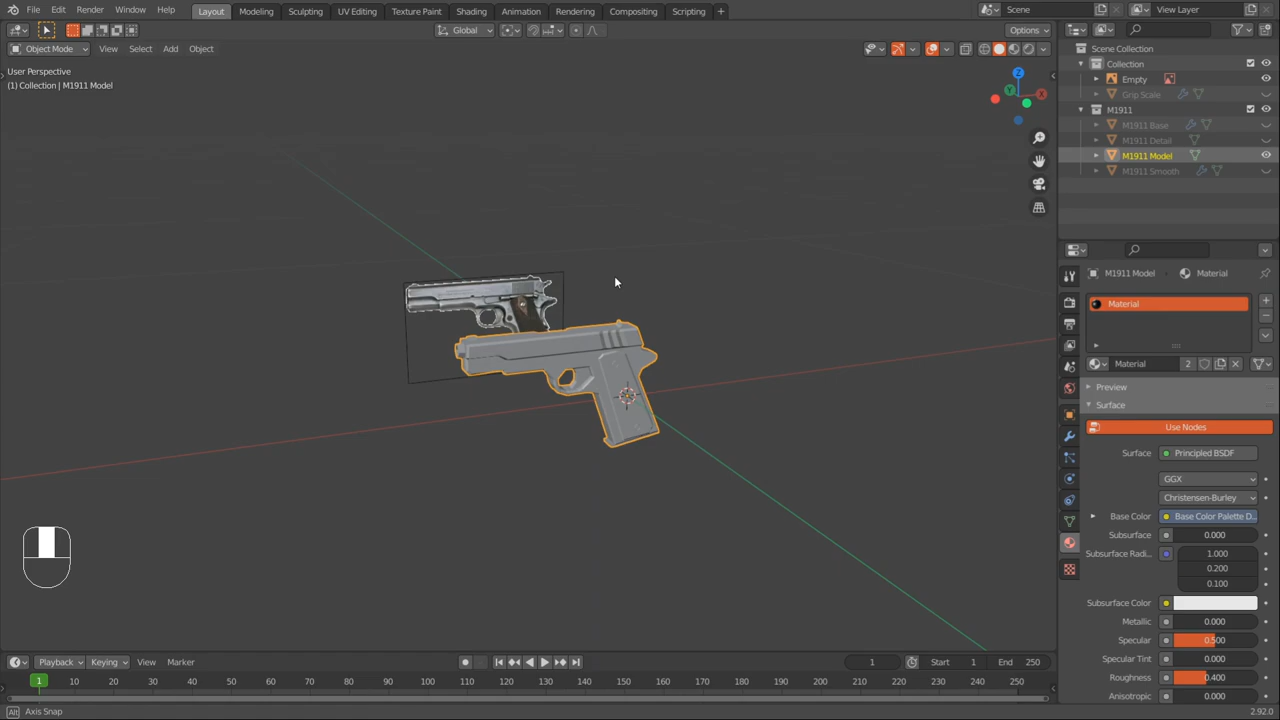 File Edit Render Window Help Layout Modeling Sculpting UV Editing Texture Paint Shading Animation Rendering Compositing Scripting + Scene View Layer
Global Options
Object Mode View Select Add Object
User Perspective
(1) Collection | M1911 Model
Z
Y
X
Scene Collection
Collection
Empty
Grip Scale
M1911
M1911 Base
M1911 Detail
M1911 Model
M1911 Smooth
M1911 Model Material
Material
Material 2
Preview
Surface
Use Nodes
Surface Principled BSDF
GGX
Christensen-Burley
Base Color Base Color Palette D..
Subsurface 0.000
Subsurface Radi... 1.000
0.200
0.100
Subsurface Color
Metallic 0.000
Specular 0.500
Specular Tint 0.000
Roughness 0.400
Anisotropic 0.000
Playback Keying View Marker 1 Start 1 End 250
1 10 20 30 40 50 60 70 80 90 100 110 120 130 140 150 160 170 180 190 200 210 220 230 240 250
Alt Axis Snap 2.92.0